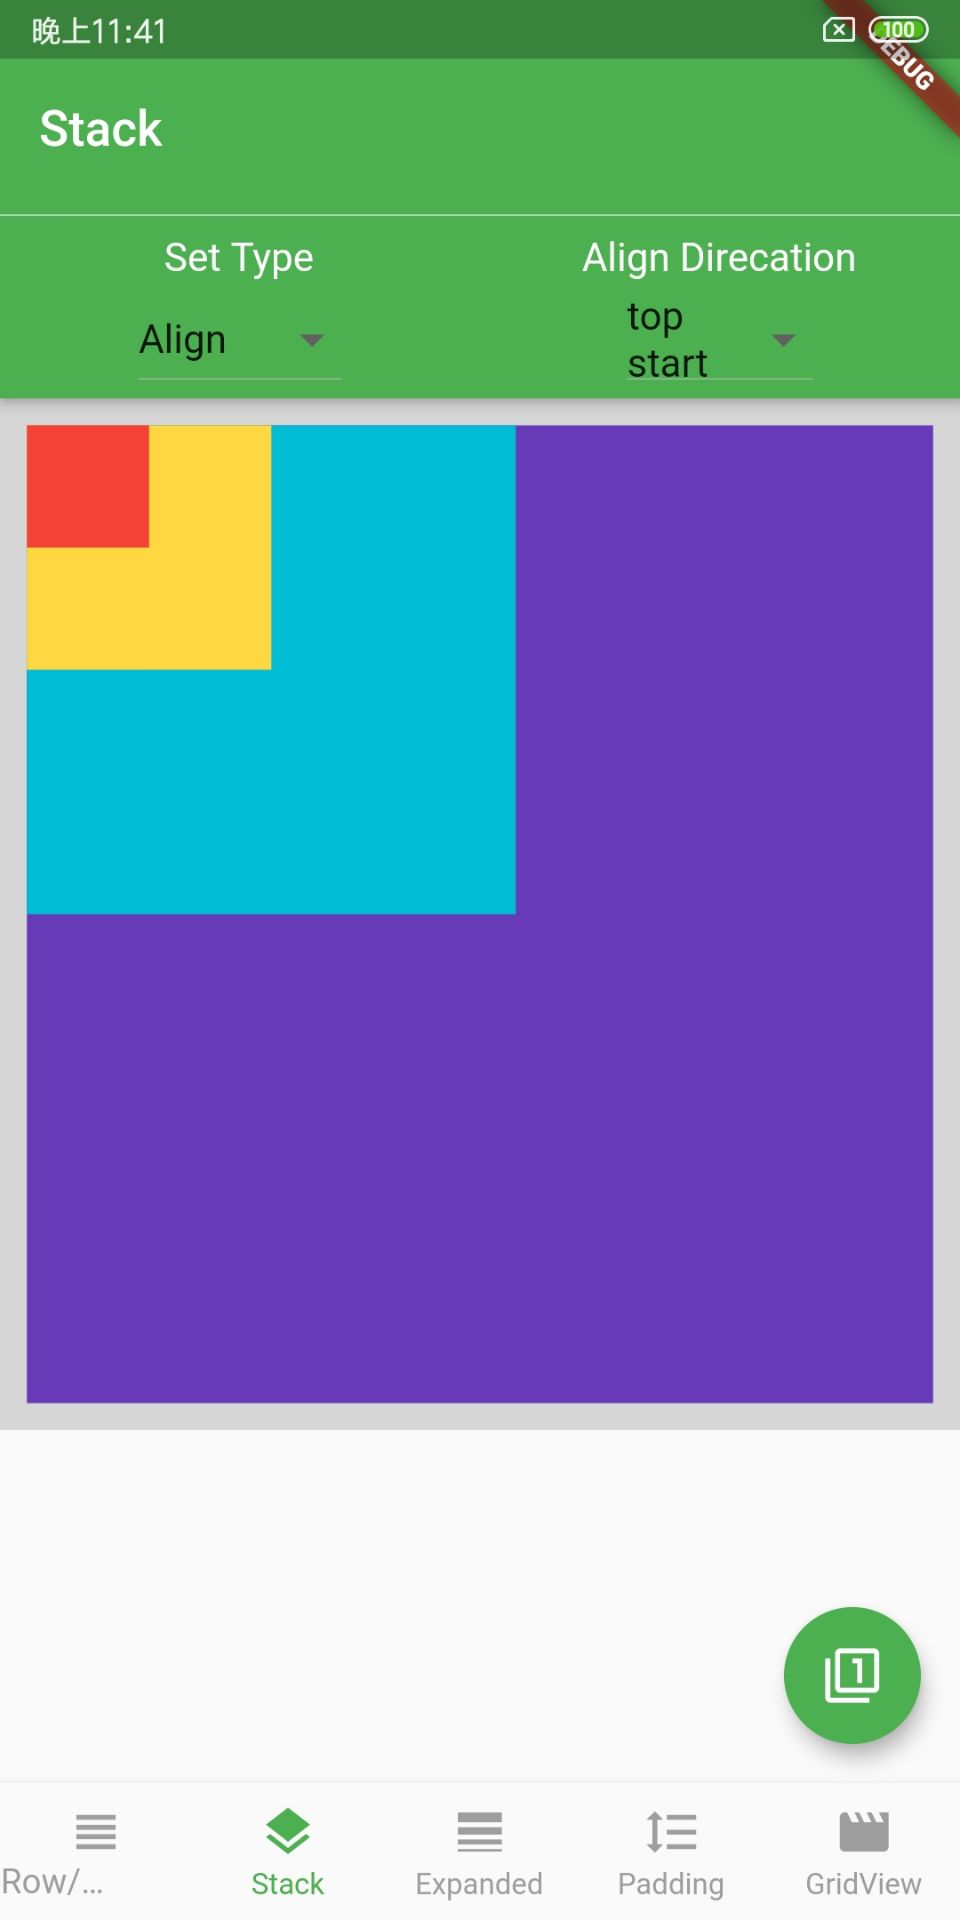 晚上11:41
100
DEBUG
Stack
Set Type
Align Direcation
Align
top
start
1
Row/...
Stack
Expanded
Padding
GridView